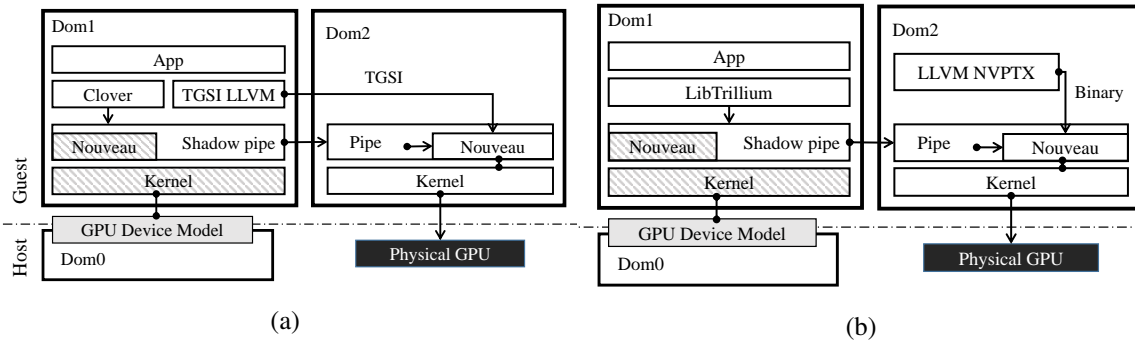 Dom1
App
Clover
TGSI LLVM
Nouveau
Shadow pipe
Kernel
GPU Device Model
Dom0
Dom2
TGSI
Pipe
Nouveau
Kernel
Physical GPU
Guest
Host
(a)
Dom1
App
LibTrillium
Nouveau
Shadow pipe
Kernel
GPU Device Model
Dom0
Dom2
LLVM NVPTX
Binary
Pipe
Nouveau
Kernel
Physical GPU
Guest
Host
(b)